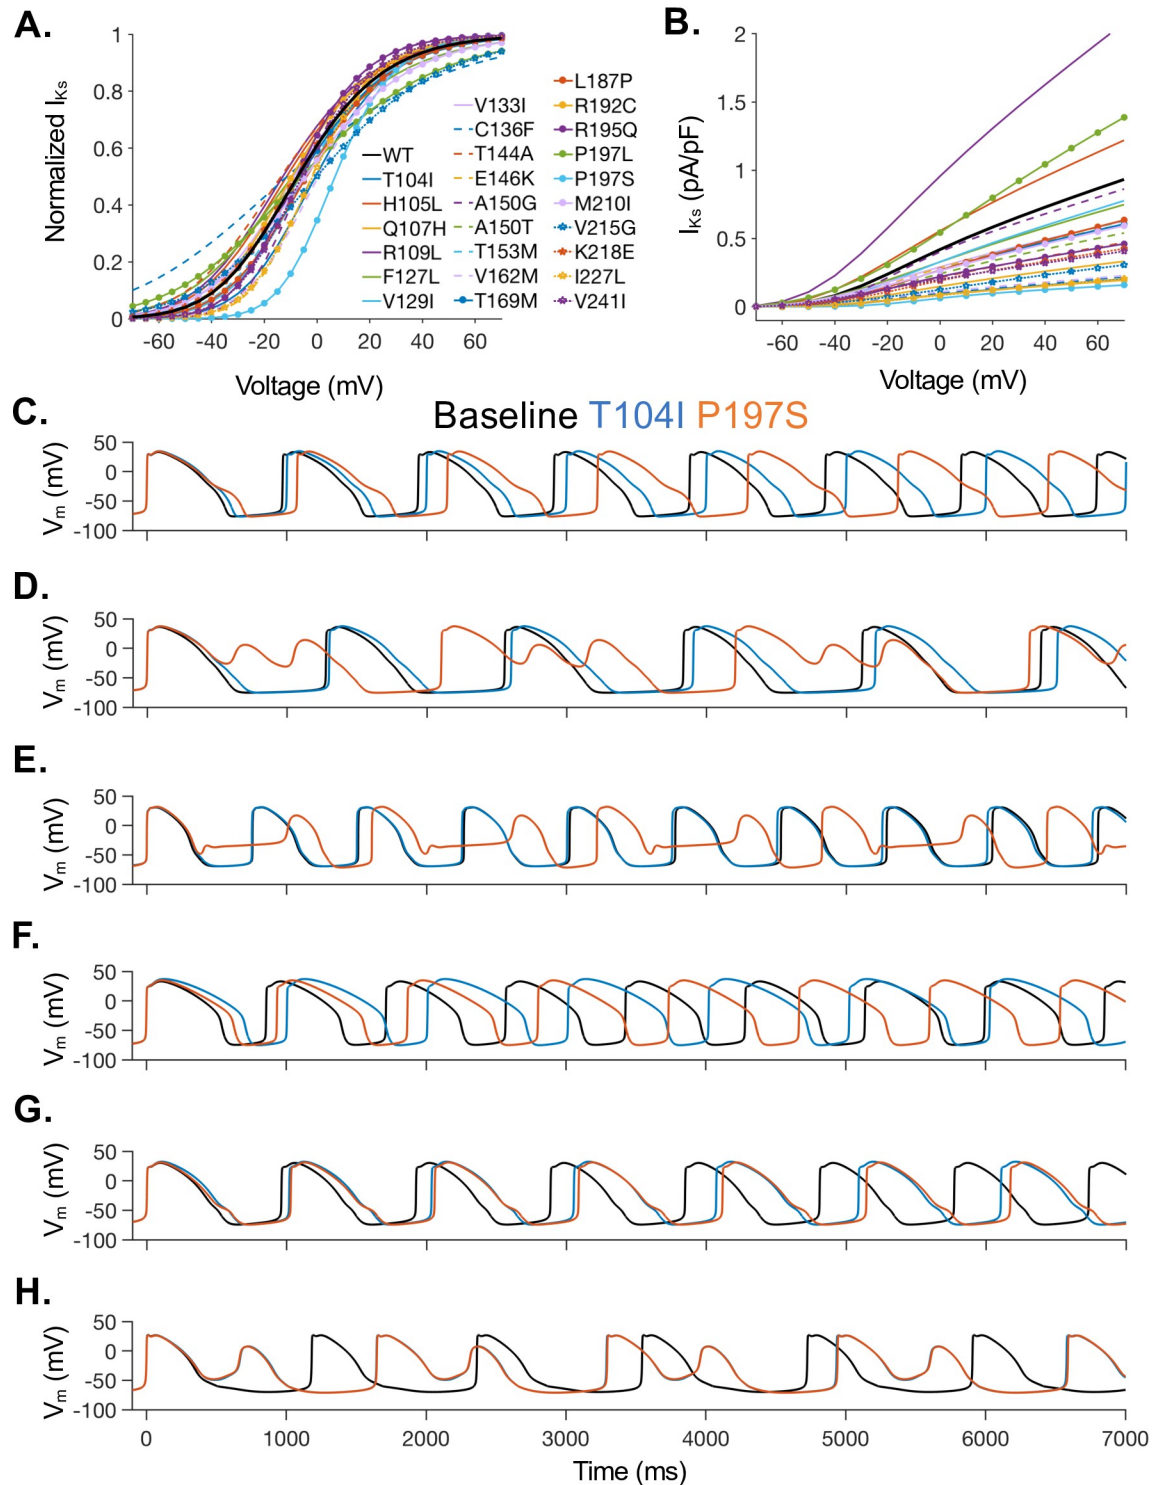 A.
Normalized IKs
1
0.8
0.6
0.4
0.2
0
-60 -40 -20 0 20 40 60
Voltage (mV)
WT
T104I
H105L
Q107H
R109L
F127L
V129I
V133I
C136F
T144A
E146K
A150G
A150T
T153M
V162M
T169M
L187P
R192C
R195Q
P197L
P197S
M210I
V215G
K218E
I227L
V241I
B.
IKs (pA/pF)
2
1.5
1
0.5
0
-60 -40 -20 0 20 40 60
Voltage (mV)
Baseline T104I P197S
C.
Vm (mV)
50
0
-50
-100
D.
Vm (mV)
50
0
-50
-100
E.
Vm (mV)
50
0
-50
-100
F.
Vm (mV)
50
0
-50
-100
G.
Vm (mV)
50
0
-50
-100
H.
Vm (mV)
50
0
-50
-100
0 1000 2000 3000 4000 5000 6000 7000
Time (ms)